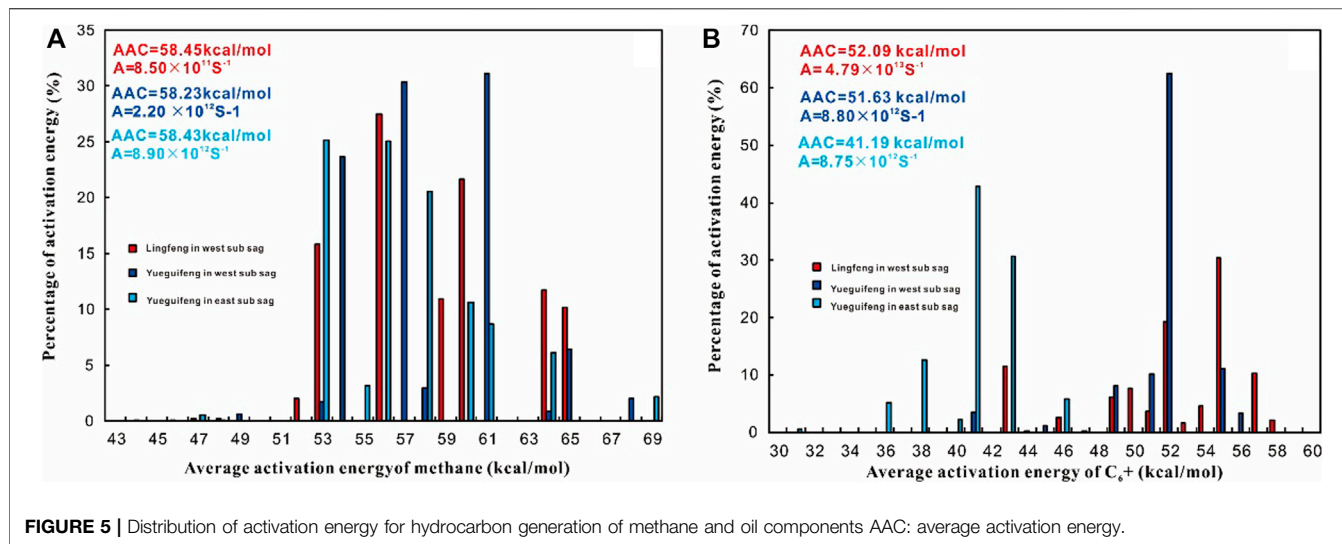 A
35
30
25
20
15
10
5
0
Percentage of activation energy (%)
AAC=58.45kcal/mol
A=8.50×10¹¹S⁻¹
AAC=58.23kcal/mol
A=2.20 ×10¹²S-1
AAC=58.43kcal/mol
A=8.90×10¹²S⁻¹
Lingfeng in west sub sag
Yueguifeng in west sub sag
Yueguifeng in east sub sag
43 45 47 49 51 53 55 57 59 61 63 65 67 69
Average activation energyof methane (kcal/mol)
B
70
60
50
40
30
20
10
0
Percentage of activation energy (%)
AAC=52.09 kcal/mol
A=4.79×10¹³S⁻¹
AAC=51.63 kcal/mol
A=8.80×10¹²S-1
AAC=41.19 kcal/mol
A=8.75×10¹²S⁻¹
Lingfeng in west sub sag
Yueguifeng in west sub sag
Yueguifeng in east sub sag
30 32 34 36 38 40 42 44 46 48 50 52 54 56 58 60
Average activation energy of C₆+ (kcal/mol)
FIGURE 5 | Distribution of activation energy for hydrocarbon generation of methane and oil components AAC: average activation energy.